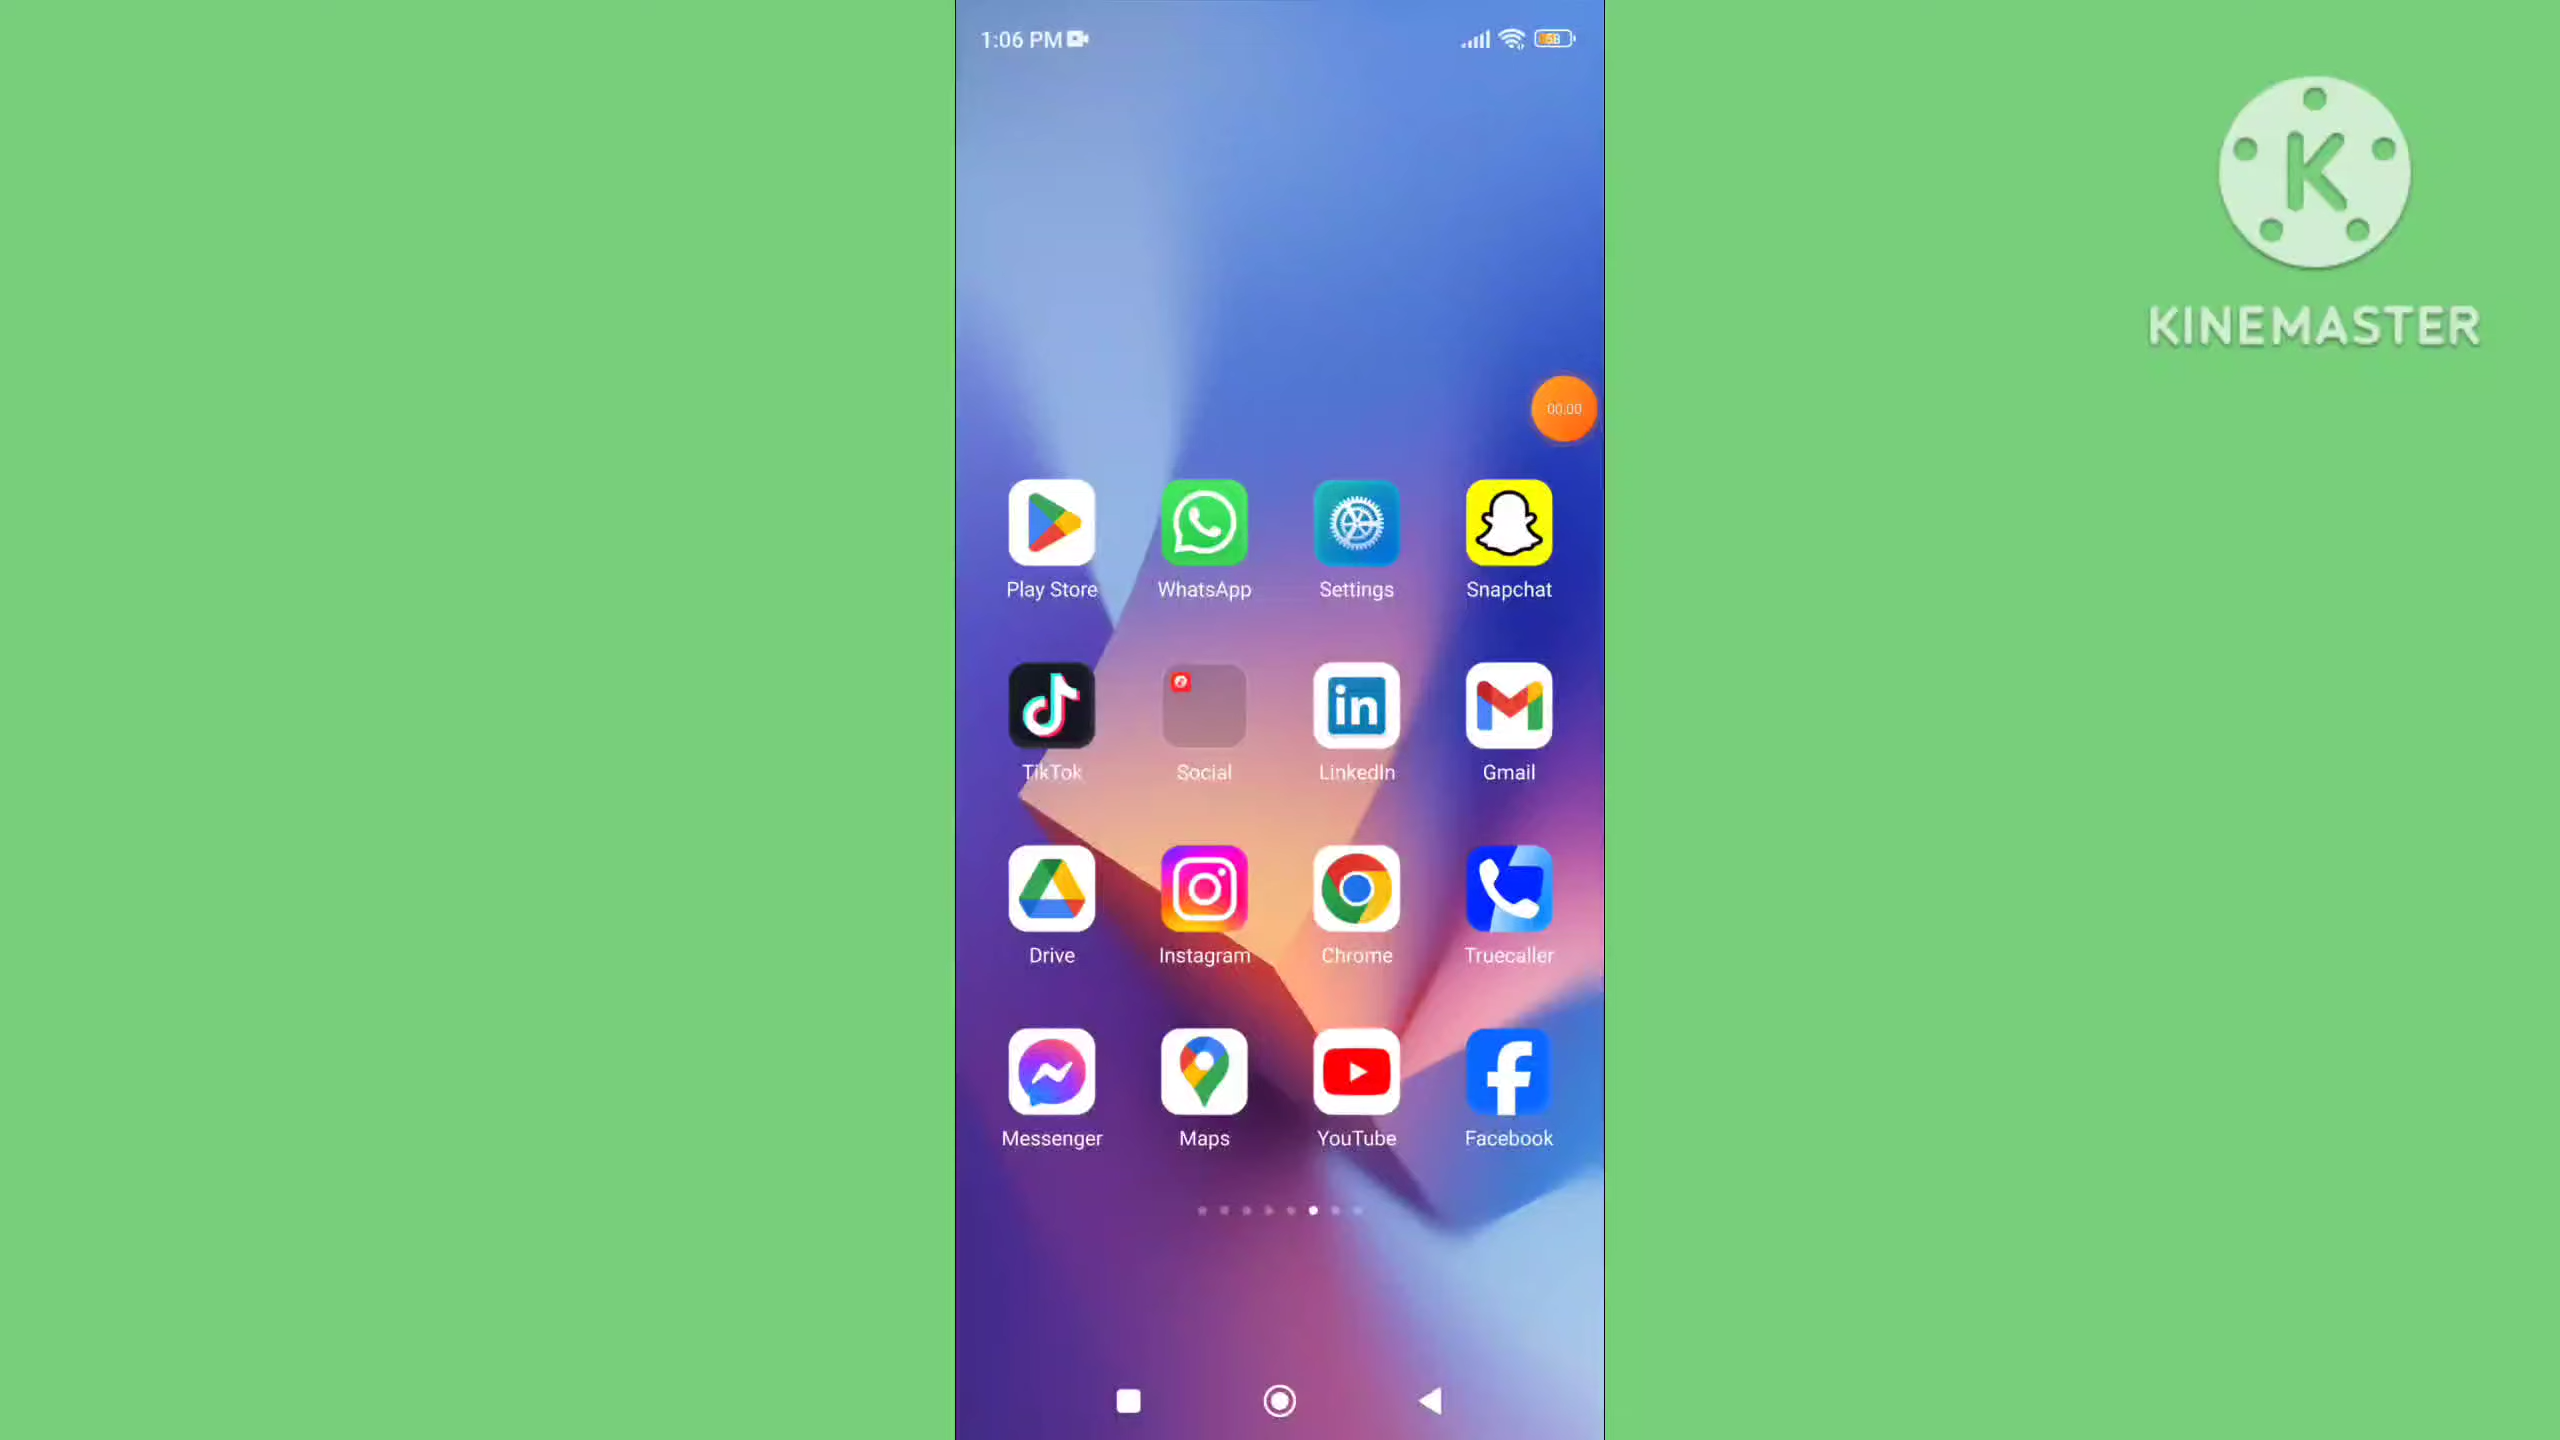 1:06 PM
58
K
KINEMASTER
00:00
Play Store WhatsApp Settings Snapchat
TikTok Social LinkedIn Gmail
Drive Instagram Chrome Truecaller
Messenger Maps YouTube Facebook